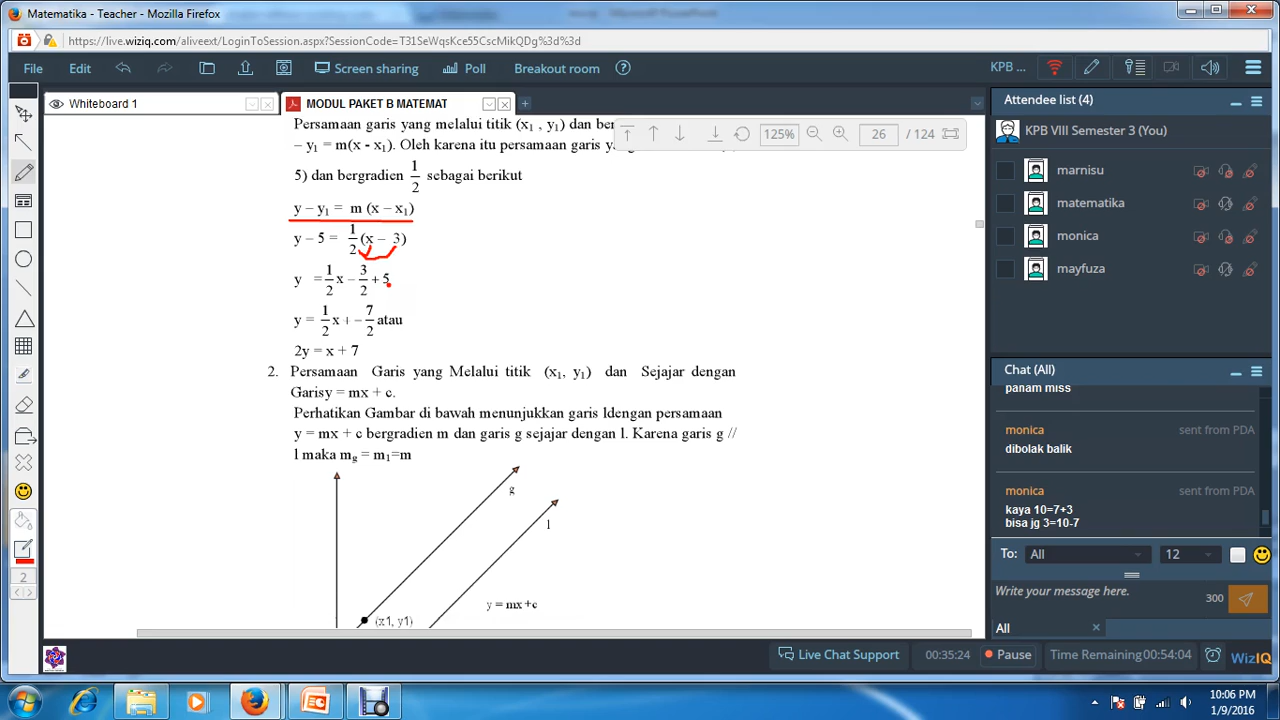 Matematika - Teacher - Mozilla Firefox
https://live.wiziq.com/aliveext/LoginToSession.aspx?SessionCode=T31SeWqsKce55CscMikQDg%3d%3d
File Edit Screen sharing Poll Breakout room KPB ...
Whiteboard 1 MODUL PAKET B MATEMAT
125% 26 / 124
Persamaan garis yang melalui titik (x₁ , y₁) dan ber
– y₁ = m(x - x₁). Oleh karena itu persamaan garis
5) dan bergradien 1/2 sebagai berikut
y – y₁ = m (x – x₁)
y – 5 = 1/2 (x – 3)
y = 1/2 x – 3/2 + 5
y = 1/2 x + – 7/2 atau
2y = x + 7
2. Persamaan Garis yang Melalui titik (x₁, y₁) dan Sejajar dengan
Garisy = mx + c.
Perhatikan Gambar di bawah menunjukkan garis ldengan persamaan
y = mx + c bergradien m dan garis g sejajar dengan l. Karena garis g //
l maka m_g = m₁=m
g
l
y = mx +c
(x1, y1)
Attendee list (4)
KPB VIII Semester 3 (You)
marnisu
matematika
monica
mayfuza
Chat (All)
paham miss
monica sent from PDA
dibolak balik
monica sent from PDA
kaya 10=7+3
bisa jg 3=10-7
To: All 12
Write your message here.
300
All
2
Live Chat Support 00:35:24 Pause Time Remaining 00:54:04 WizIQ
10:06 PM
1/9/2016